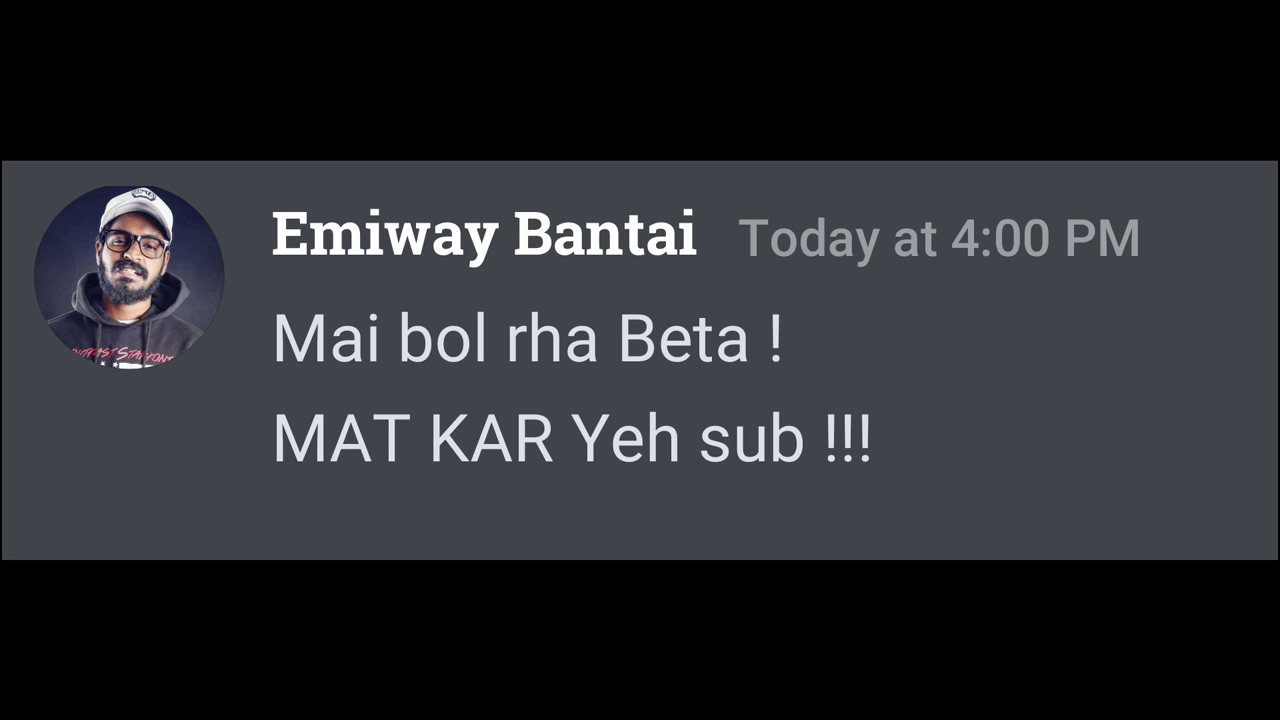 Emiway Bantai Today at 4:00 PM
Mai bol rha Beta !
MAT KAR Yeh sub !!!